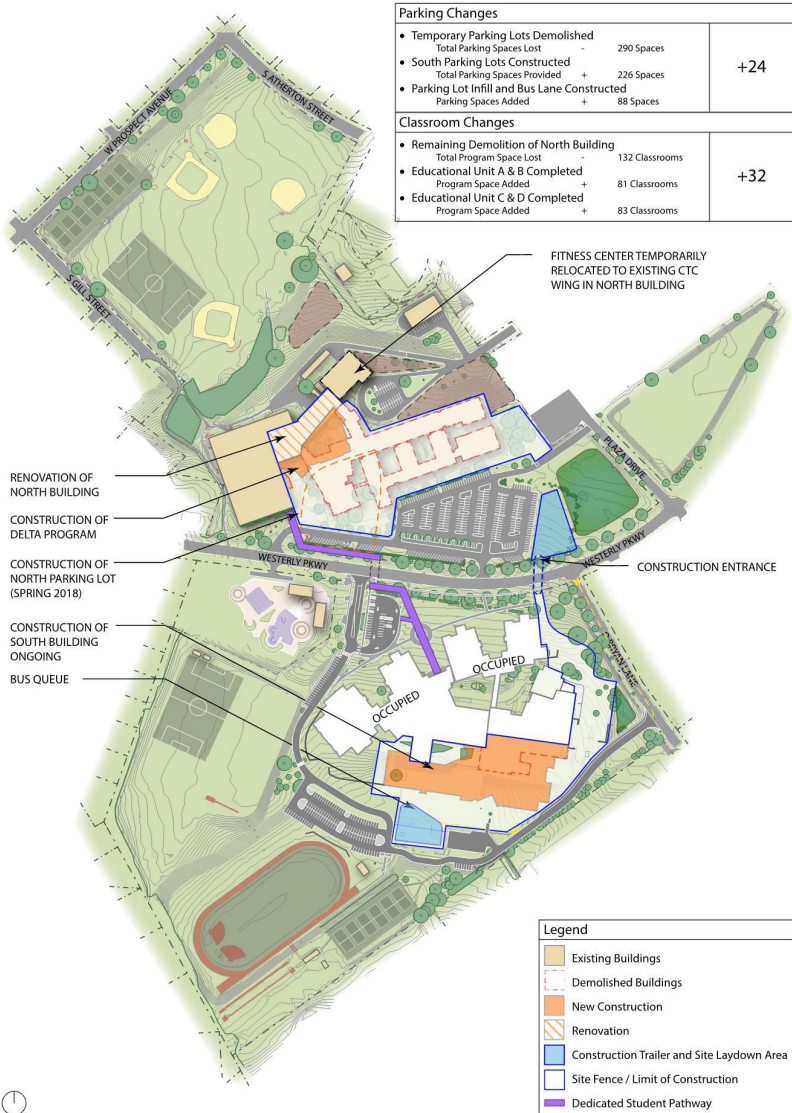 Parking Changes
• Temporary Parking Lots Demolished
Total Parking Spaces Lost - 290 Spaces
• South Parking Lots Constructed
Total Parking Spaces Provided + 226 Spaces
• Parking Lot Infill and Bus Lane Constructed
Parking Spaces Added + 88 Spaces
+24
Classroom Changes
• Remaining Demolition of North Building
Total Program Space Lost - 132 Classrooms
• Educational Unit A & B Completed
Program Space Added + 81 Classrooms
• Educational Unit C & D Completed
Program Space Added + 83 Classrooms
+32
S ATHERTON STREET
W PROSPECT AVENUE
S GILL STREET
FITNESS CENTER TEMPORARILY
RELOCATED TO EXISTING CTC
WING IN NORTH BUILDING
PLAZA DRIVE
RENOVATION OF
NORTH BUILDING
CONSTRUCTION OF
DELTA PROGRAM
CONSTRUCTION OF
NORTH PARKING LOT
(SPRING 2018)
WESTERLY PKWY
WESTERLY PKWY
CONSTRUCTION ENTRANCE
CONSTRUCTION OF
SOUTH BUILDING
ONGOING
BUS QUEUE
OCCUPIED
OCCUPIED
LANE
Legend
Existing Buildings
Demolished Buildings
New Construction
Renovation
Construction Trailer and Site Laydown Area
Site Fence / Limit of Construction
Dedicated Student Pathway